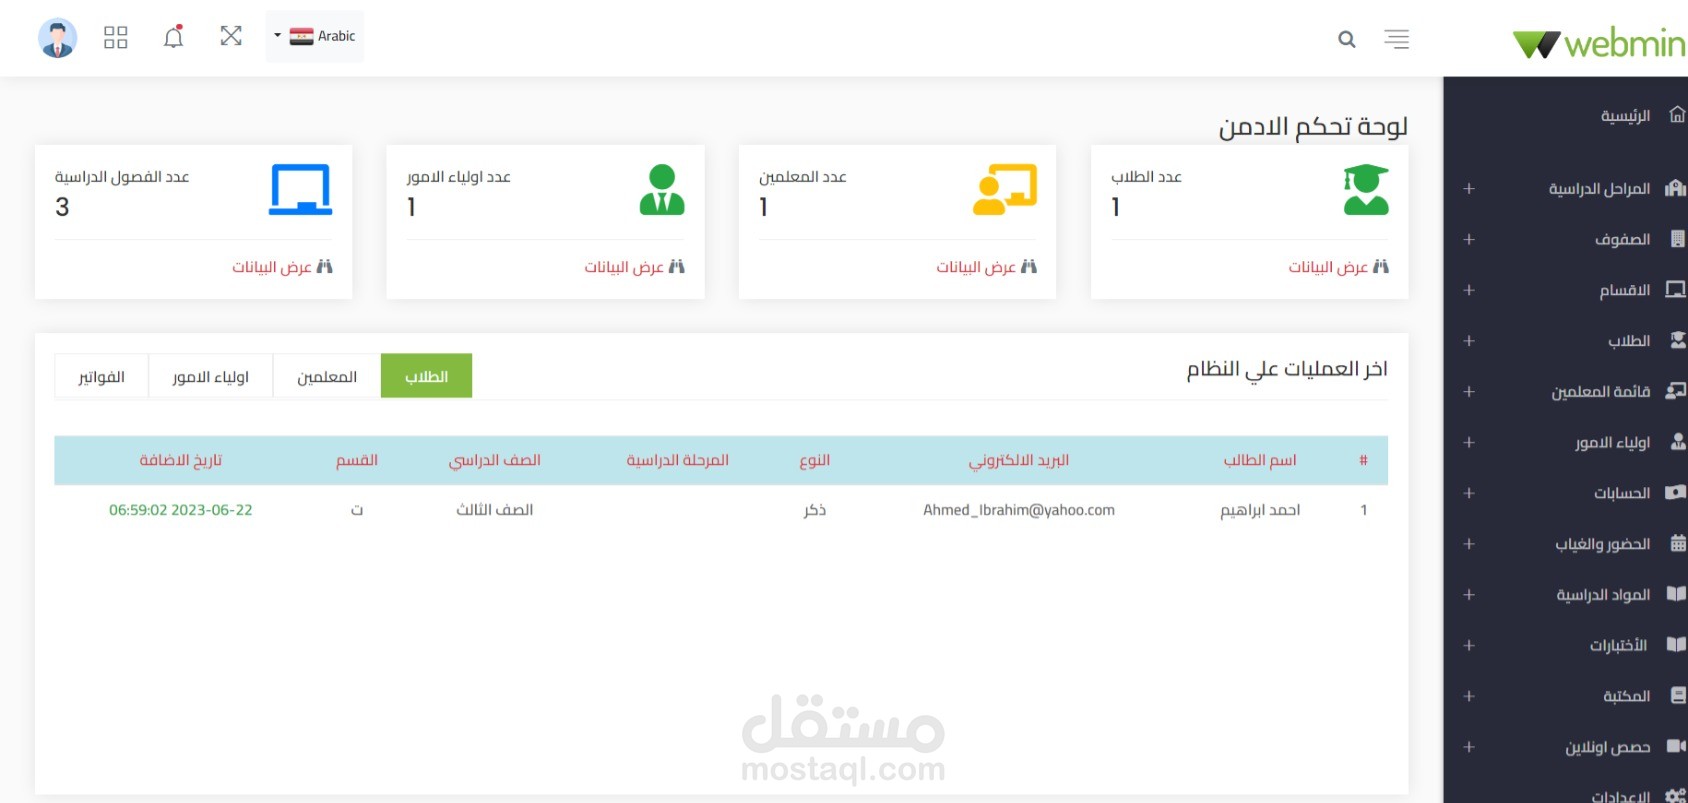 webmin
Arabic
الرئيسية
المراحل الدراسية
الصفوف
الاقسام
الطلاب
قائمة المعلمين
اولياء الامور
الحسابات
الحضور والغياب
المواد الدراسية
الأختبارات
المكتبة
حصص اونلاين
الاعدادات
لوحة تحكم الادمن
عدد الطلاب
1
عرض البيانات
عدد المعلمين
1
عرض البيانات
عدد اولياء الامور
1
عرض البيانات
عدد الفصول الدراسية
3
عرض البيانات
اخر العمليات علي النظام
الطلاب المعلمين اولياء الامور الفواتير
# اسم الطالب البريد الالكتروني النوع المرحلة الدراسية الصف الدراسي القسم تاريخ الاضافة
1 احمد ابراهيم Ahmed_Ibrahim@yahoo.com ذكر الصف الثالث ت 06:59:02 2023-06-22
مستقل
mostaql.com